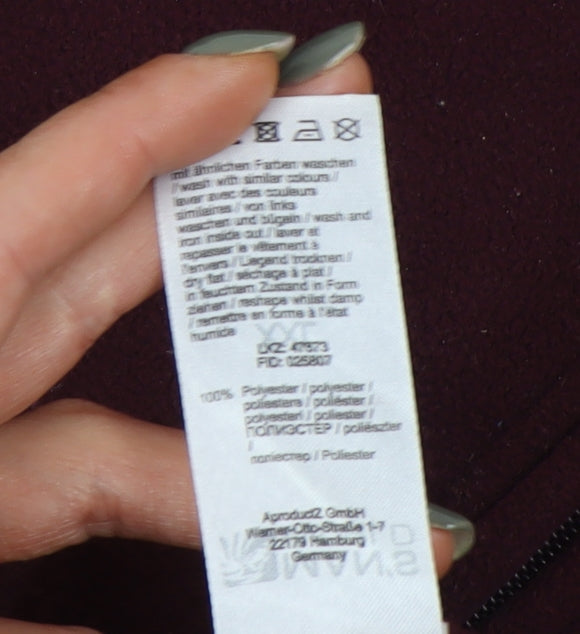 mit ähnlichen Farben waschen
/ wash with similar colours /
laver avec des couleurs
similaires / von links
waschen und bügeln / wash and
iron inside out / laver et
repasser le vêtement à
l'envers / Liegend trocknen /
dry flat / séchage à plat /
in feuchtem Zustand in Form
ziehen / reshape whilst damp
/ remettre en forme à l'état
humide
LKZ: 47573
FID: 025807
100% Polyester / polyester /
poliestere / poliéster /
polyesteri / poliester /
ПОЛИЭСТЕР / poliészter
/
полиестер / Poliester
AproductZ GmbH
Werner-Otto-Straße 1-7
22179 Hamburg
Germany